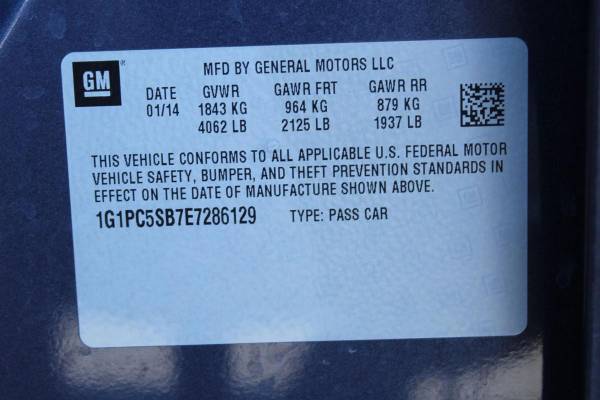 GM
MFD BY GENERAL MOTORS LLC
DATE GVWR GAWR FRT GAWR RR
01/14 1843 KG 964 KG 879 KG
4062 LB 2125 LB 1937 LB
THIS VEHICLE CONFORMS TO ALL APPLICABLE U.S. FEDERAL MOTOR
VEHICLE SAFETY, BUMPER, AND THEFT PREVENTION STANDARDS IN
EFFECT ON THE DATE OF MANUFACTURE SHOWN ABOVE.
1G1PC5SB7E7286129 TYPE: PASS CAR